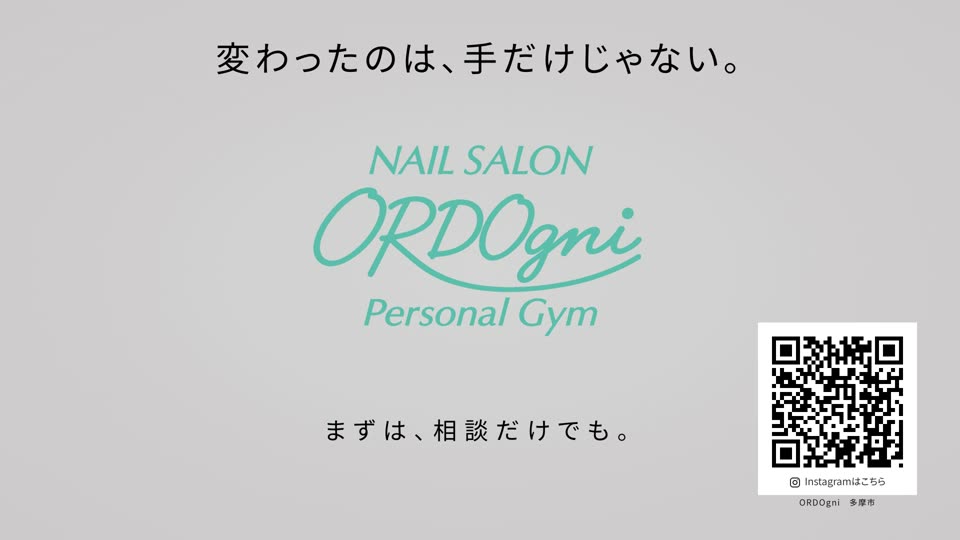 変わったのは、手だけじゃない。
NAIL SALON
ORDOgni
Personal Gym
まずは、相談だけでも。
Instagramはこちら
ORDOgni 多摩市